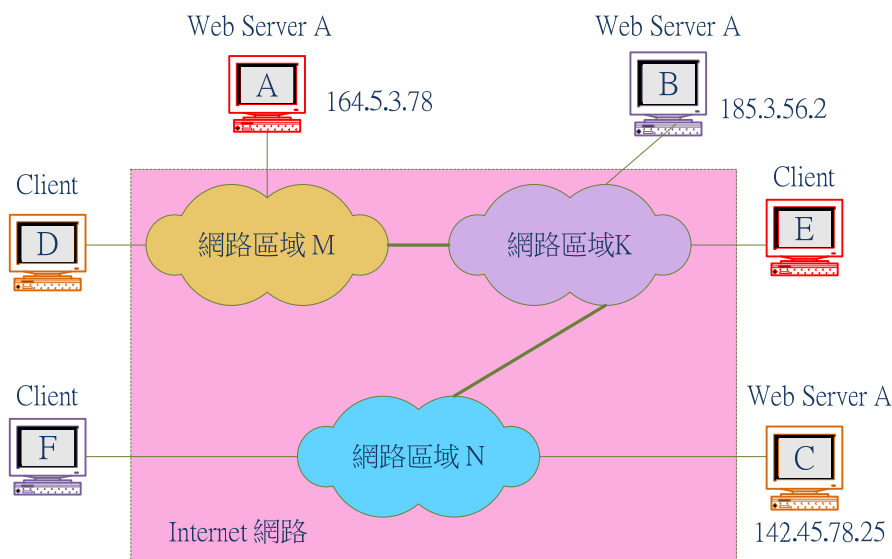 Web Server A
Web Server A
A
B
164.5.3.78
185.3.56.2
Client
Client
D
網路區域 M
網路區域K
E
Client
Web Server A
F
網路區域 N
C
Internet 網路
142.45.78.25